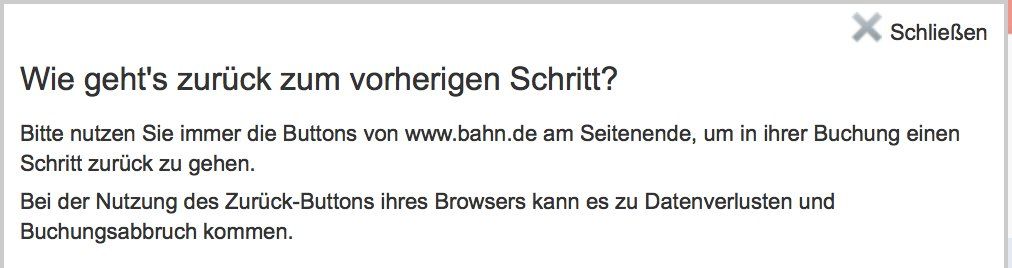 Schließen
Wie geht's zurück zum vorherigen Schritt?
Bitte nutzen Sie immer die Buttons von www.bahn.de am Seitenende, um in ihrer Buchung einen
Schritt zurück zu gehen.
Bei der Nutzung des Zurück-Buttons ihres Browsers kann es zu Datenverlusten und
Buchungsabbruch kommen.